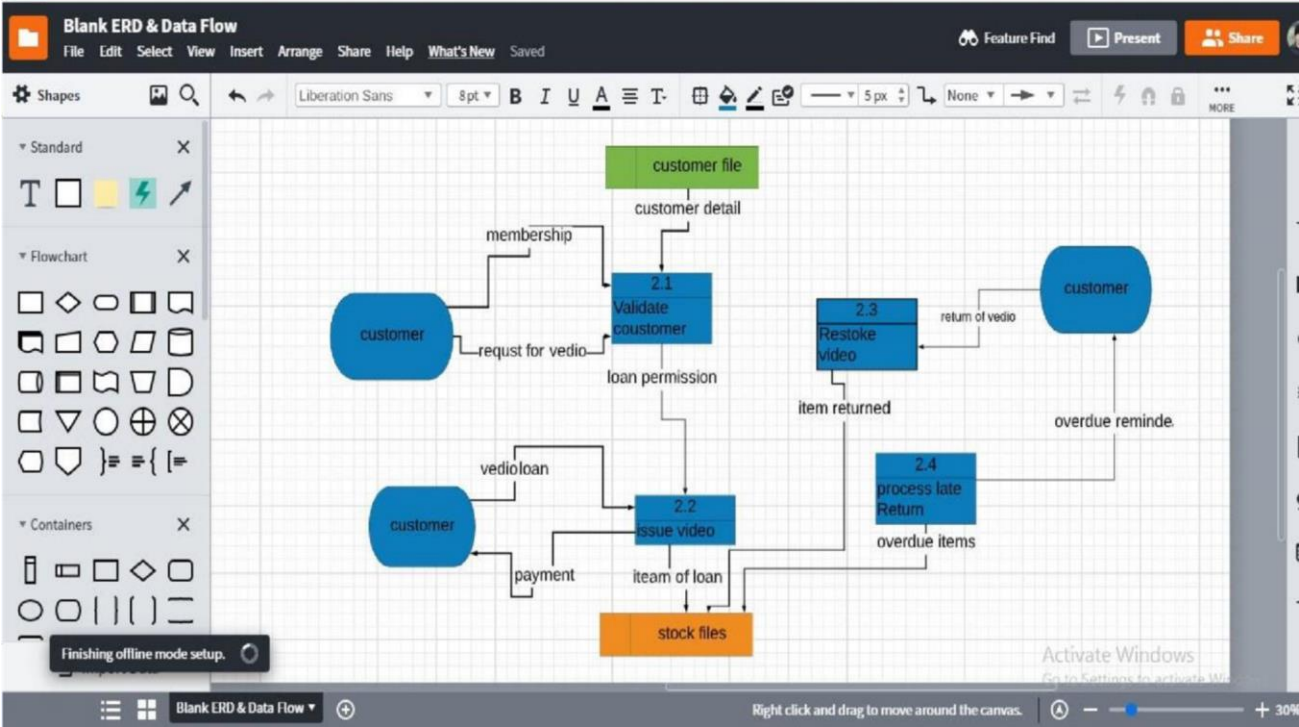 Blank ERD & Data Flow
File Edit Select View Insert Arrange Share Help What's New Saved
Feature Find
Present
Share
Shapes
Liberation Sans
8pt
B I U A T
5 px
None
MORE
Standard
T
Flowchart
Containers
customer file
customer detail
membership
2.1
Validate
coustomer
customer
requst for vedio
loan permission
customer
return of vedio
2.3
Restoke
video
item returned
overdue reminde
2.4
process late
Return
overdue items
vedioloan
customer
2.2
issue video
payment
iteam of loan
stock files
Finishing offline mode setup.
Activate Windows
Go to Settings to activate
Blank ERD & Data Flow
Right click and drag to move around the canvas.
30%